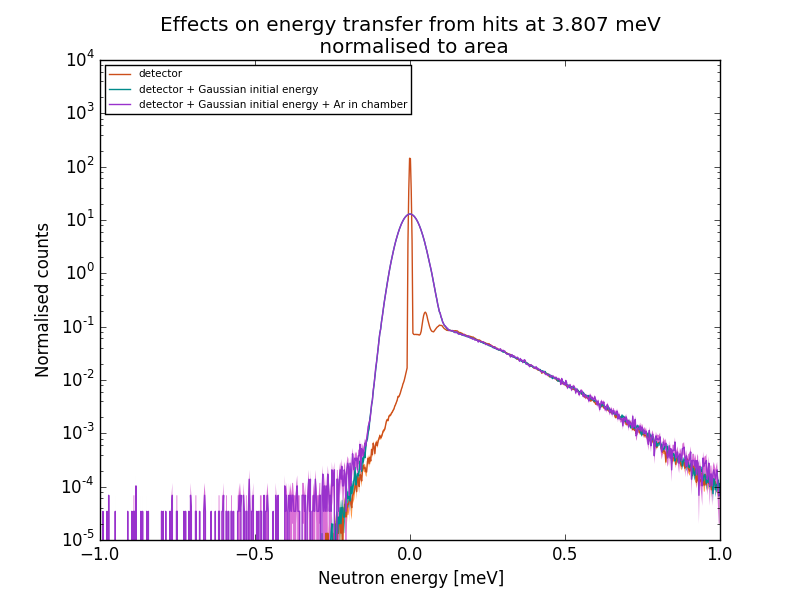 Effects on energy transfer from hits at 3.807 meV
normalised to area
detector
detector + Gaussian initial energy
detector + Gaussian initial energy + Ar in chamber
10^4
10^3
10^2
10^1
10^0
10^-1
10^-2
10^-3
10^-4
10^-5
Normalised counts
−1.0 −0.5 0.0 0.5 1.0
Neutron energy [meV]